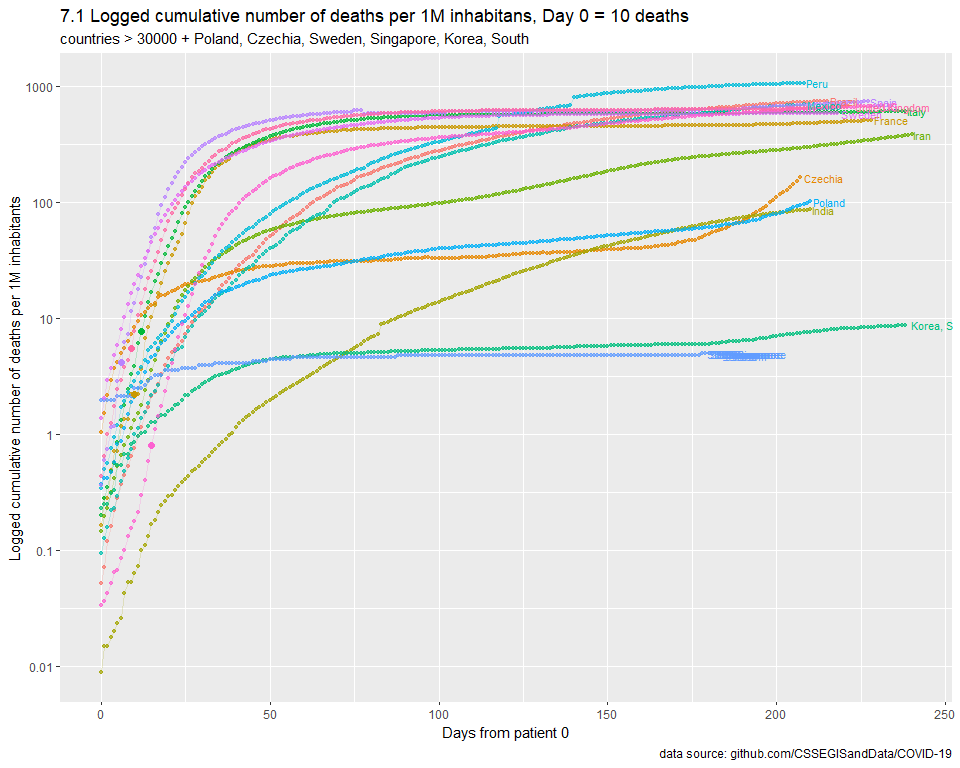 7.1 Logged cumulative number of deaths per 1M inhabitans, Day 0 = 10 deaths
countries > 30000 + Poland, Czechia, Sweden, Singapore, Korea, South
Logged cumulative number of deaths per 1M inhabitants
1000
100
10
1
0.1
0.01
Peru
Spain
Italy
France
Iran
Czechia
Poland
India
Korea, S
0
50
100
150
200
250
Days from patient 0
data source: github.com/CSSEGISandData/COVID-19